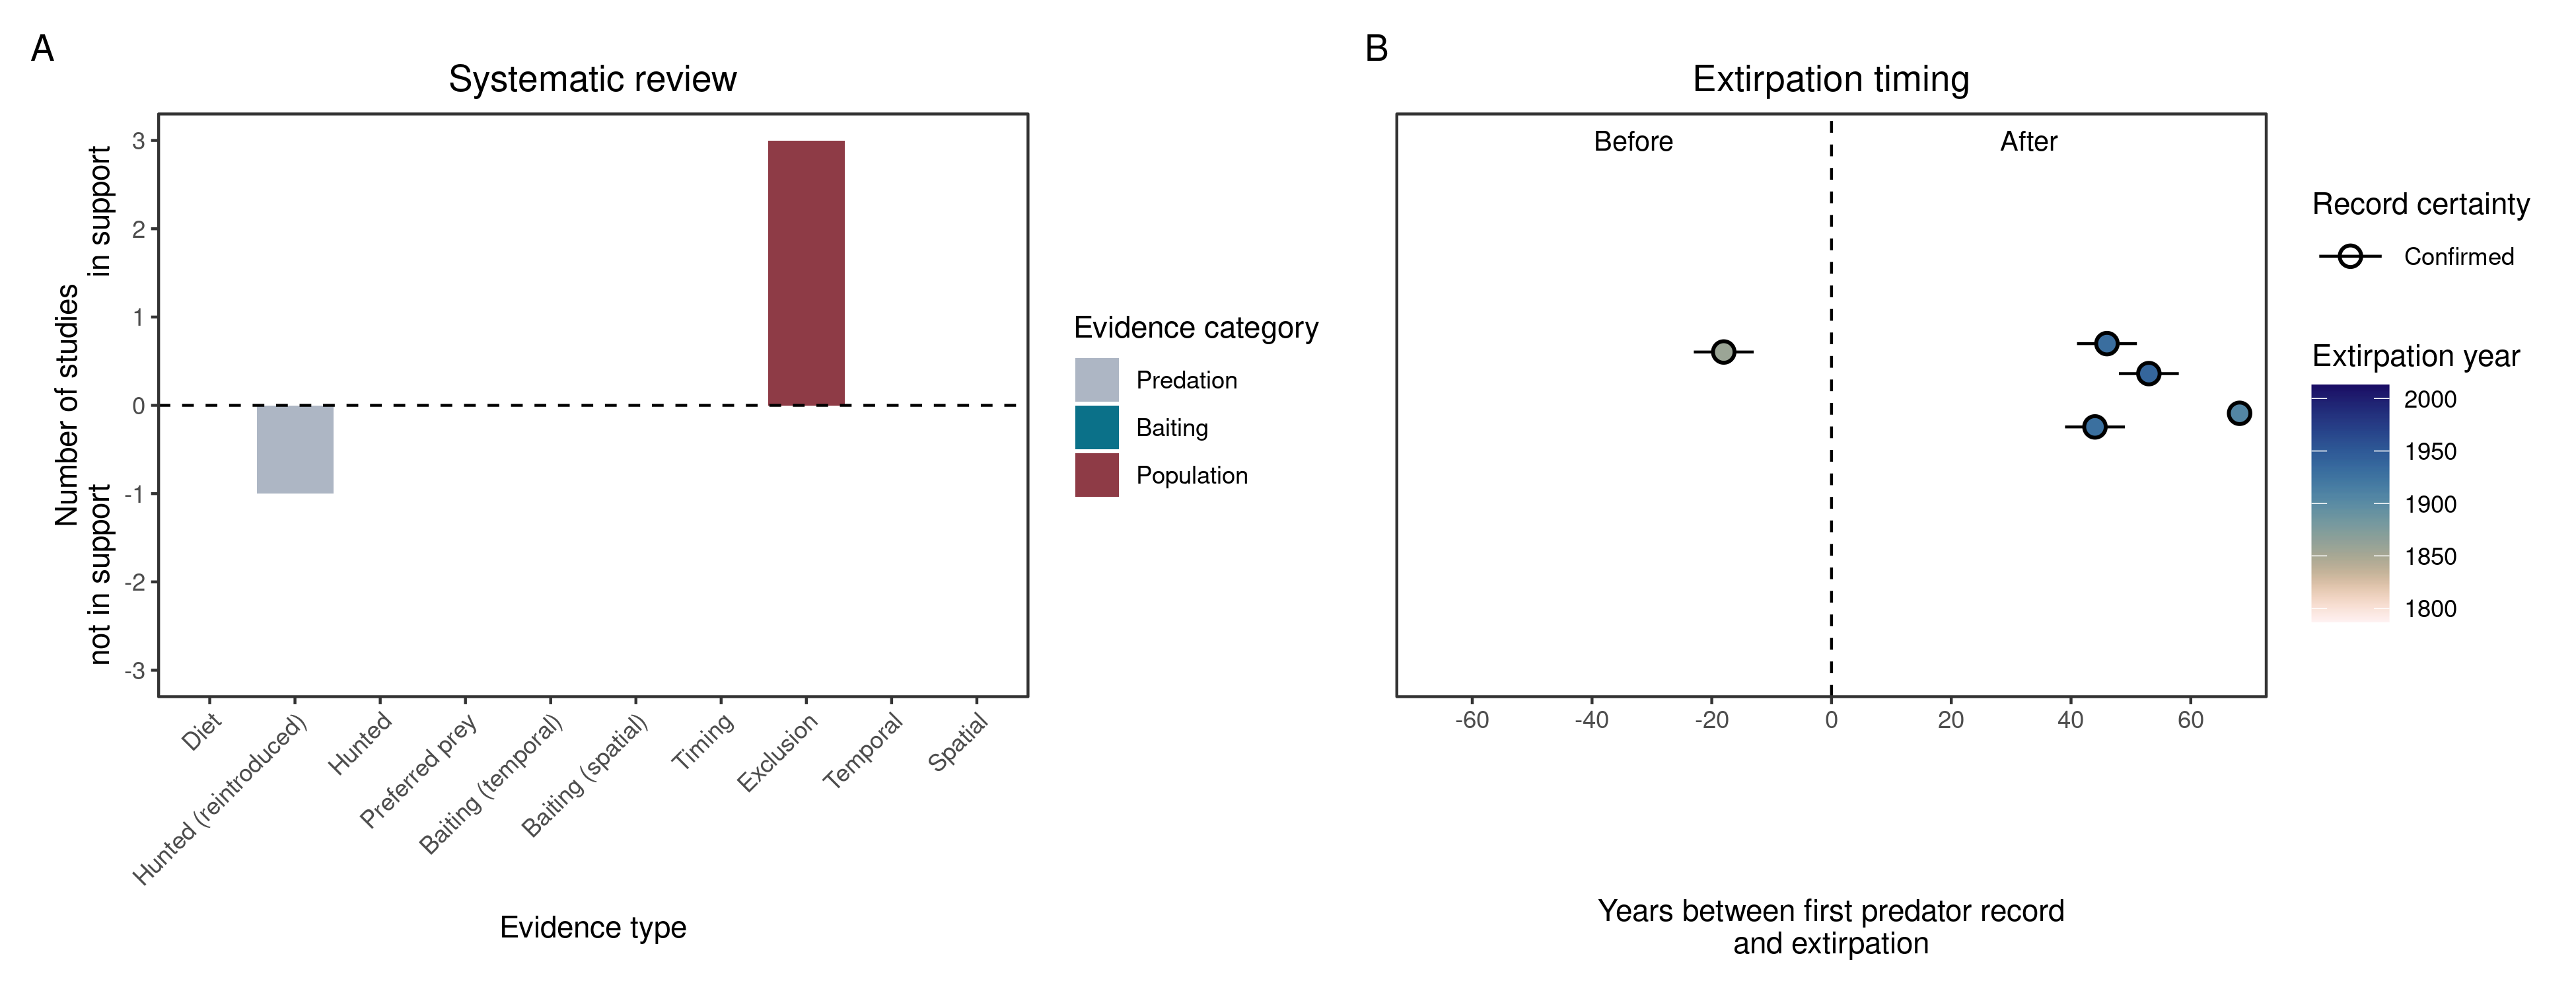 A
Systematic review
Number of studies
in support
not in support
3
2
1
0
-1
-2
-3
Diet
Hunted (reintroduced)
Hunted
Preferred prey
Baiting (temporal)
Baiting (spatial)
Timing
Exclusion
Temporal
Spatial
Evidence type
Evidence category
Predation
Baiting
Population
B
Extirpation timing
Before
After
-60
-40
-20
0
20
40
60
Years between first predator record
and extirpation
Record certainty
Confirmed
Extirpation year
2000
1950
1900
1850
1800